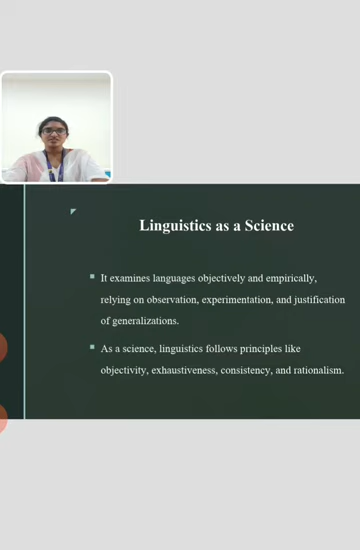 Linguistics as a Science
It examines languages objectively and empirically,
relying on observation, experimentation, and justification
of generalizations.
As a science, linguistics follows principles like
objectivity, exhaustiveness, consistency, and rationalism.